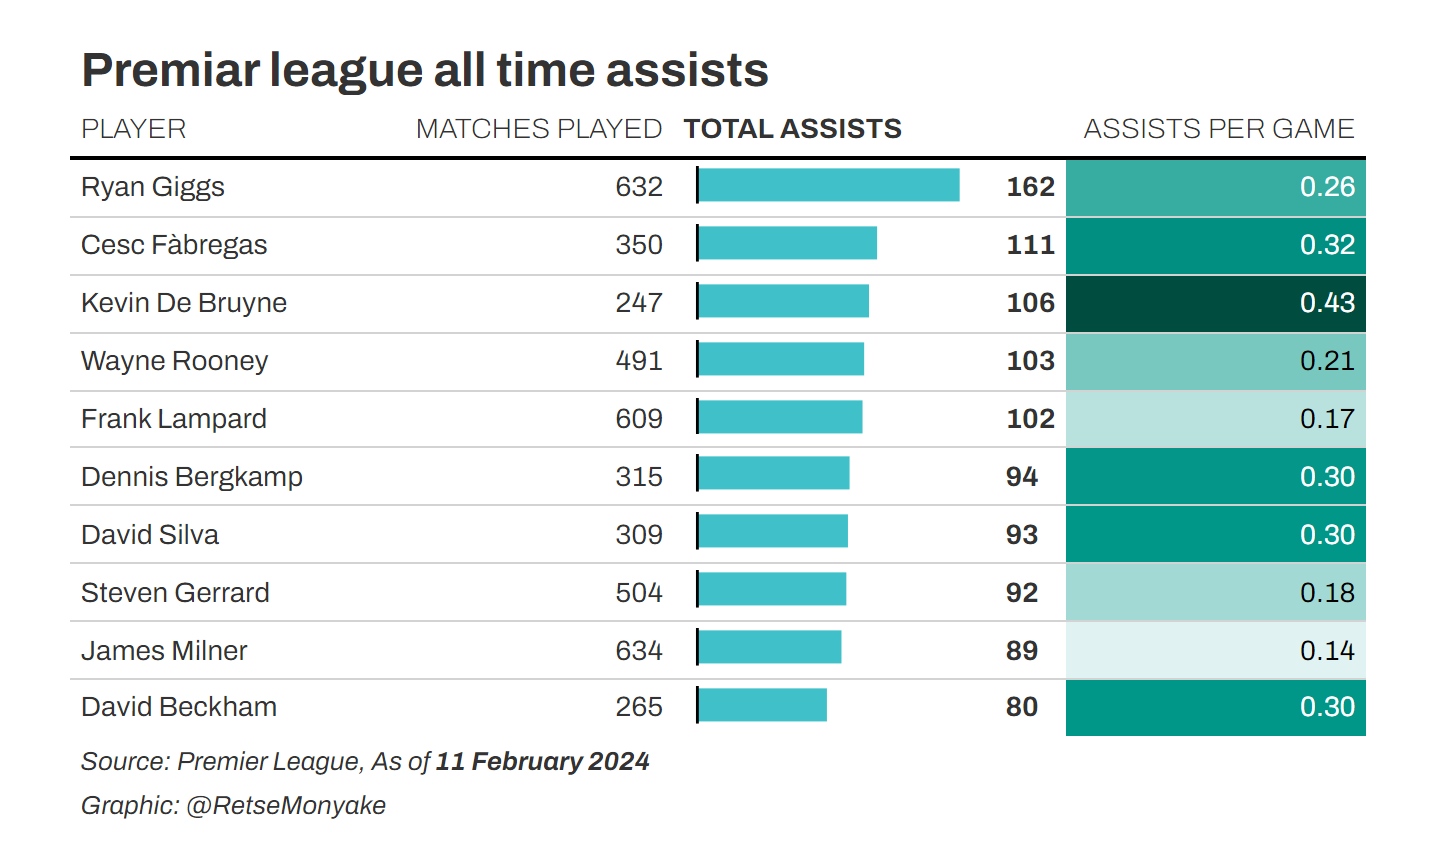 Premiar league all time assists
PLAYER MATCHES PLAYED TOTAL ASSISTS ASSISTS PER GAME
Ryan Giggs 632 162 0.26
Cesc Fàbregas 350 111 0.32
Kevin De Bruyne 247 106 0.43
Wayne Rooney 491 103 0.21
Frank Lampard 609 102 0.17
Dennis Bergkamp 315 94 0.30
David Silva 309 93 0.30
Steven Gerrard 504 92 0.18
James Milner 634 89 0.14
David Beckham 265 80 0.30
Source: Premier League, As of 11 February 2024
Graphic: @RetseMonyake